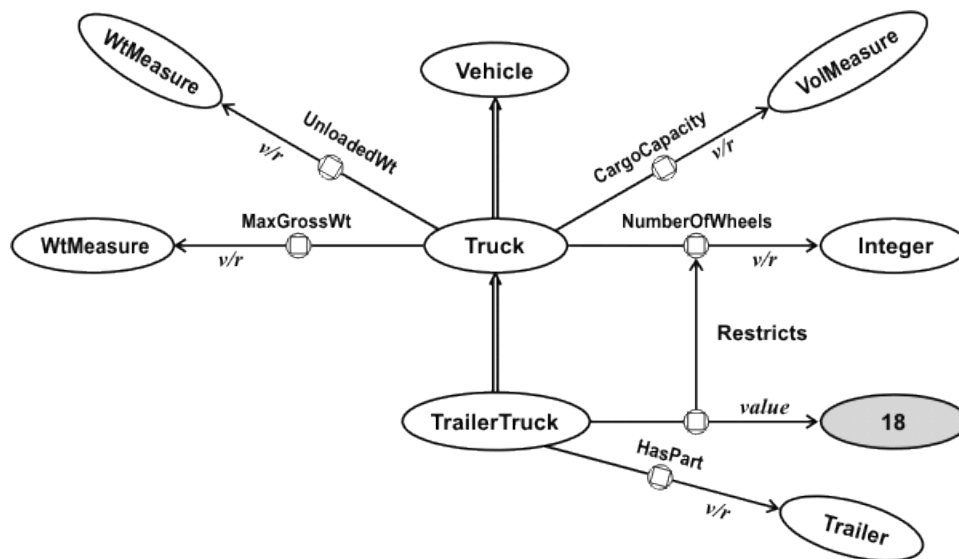 WtMeasure
Vehicle
VolMeasure
UnloadedWt
v/r
CargoCapacity
v/r
WtMeasure
MaxGrossWt
v/r
Truck
NumberOfWheels
v/r
Integer
Restricts
TrailerTruck
value
18
HasPart
v/r
Trailer